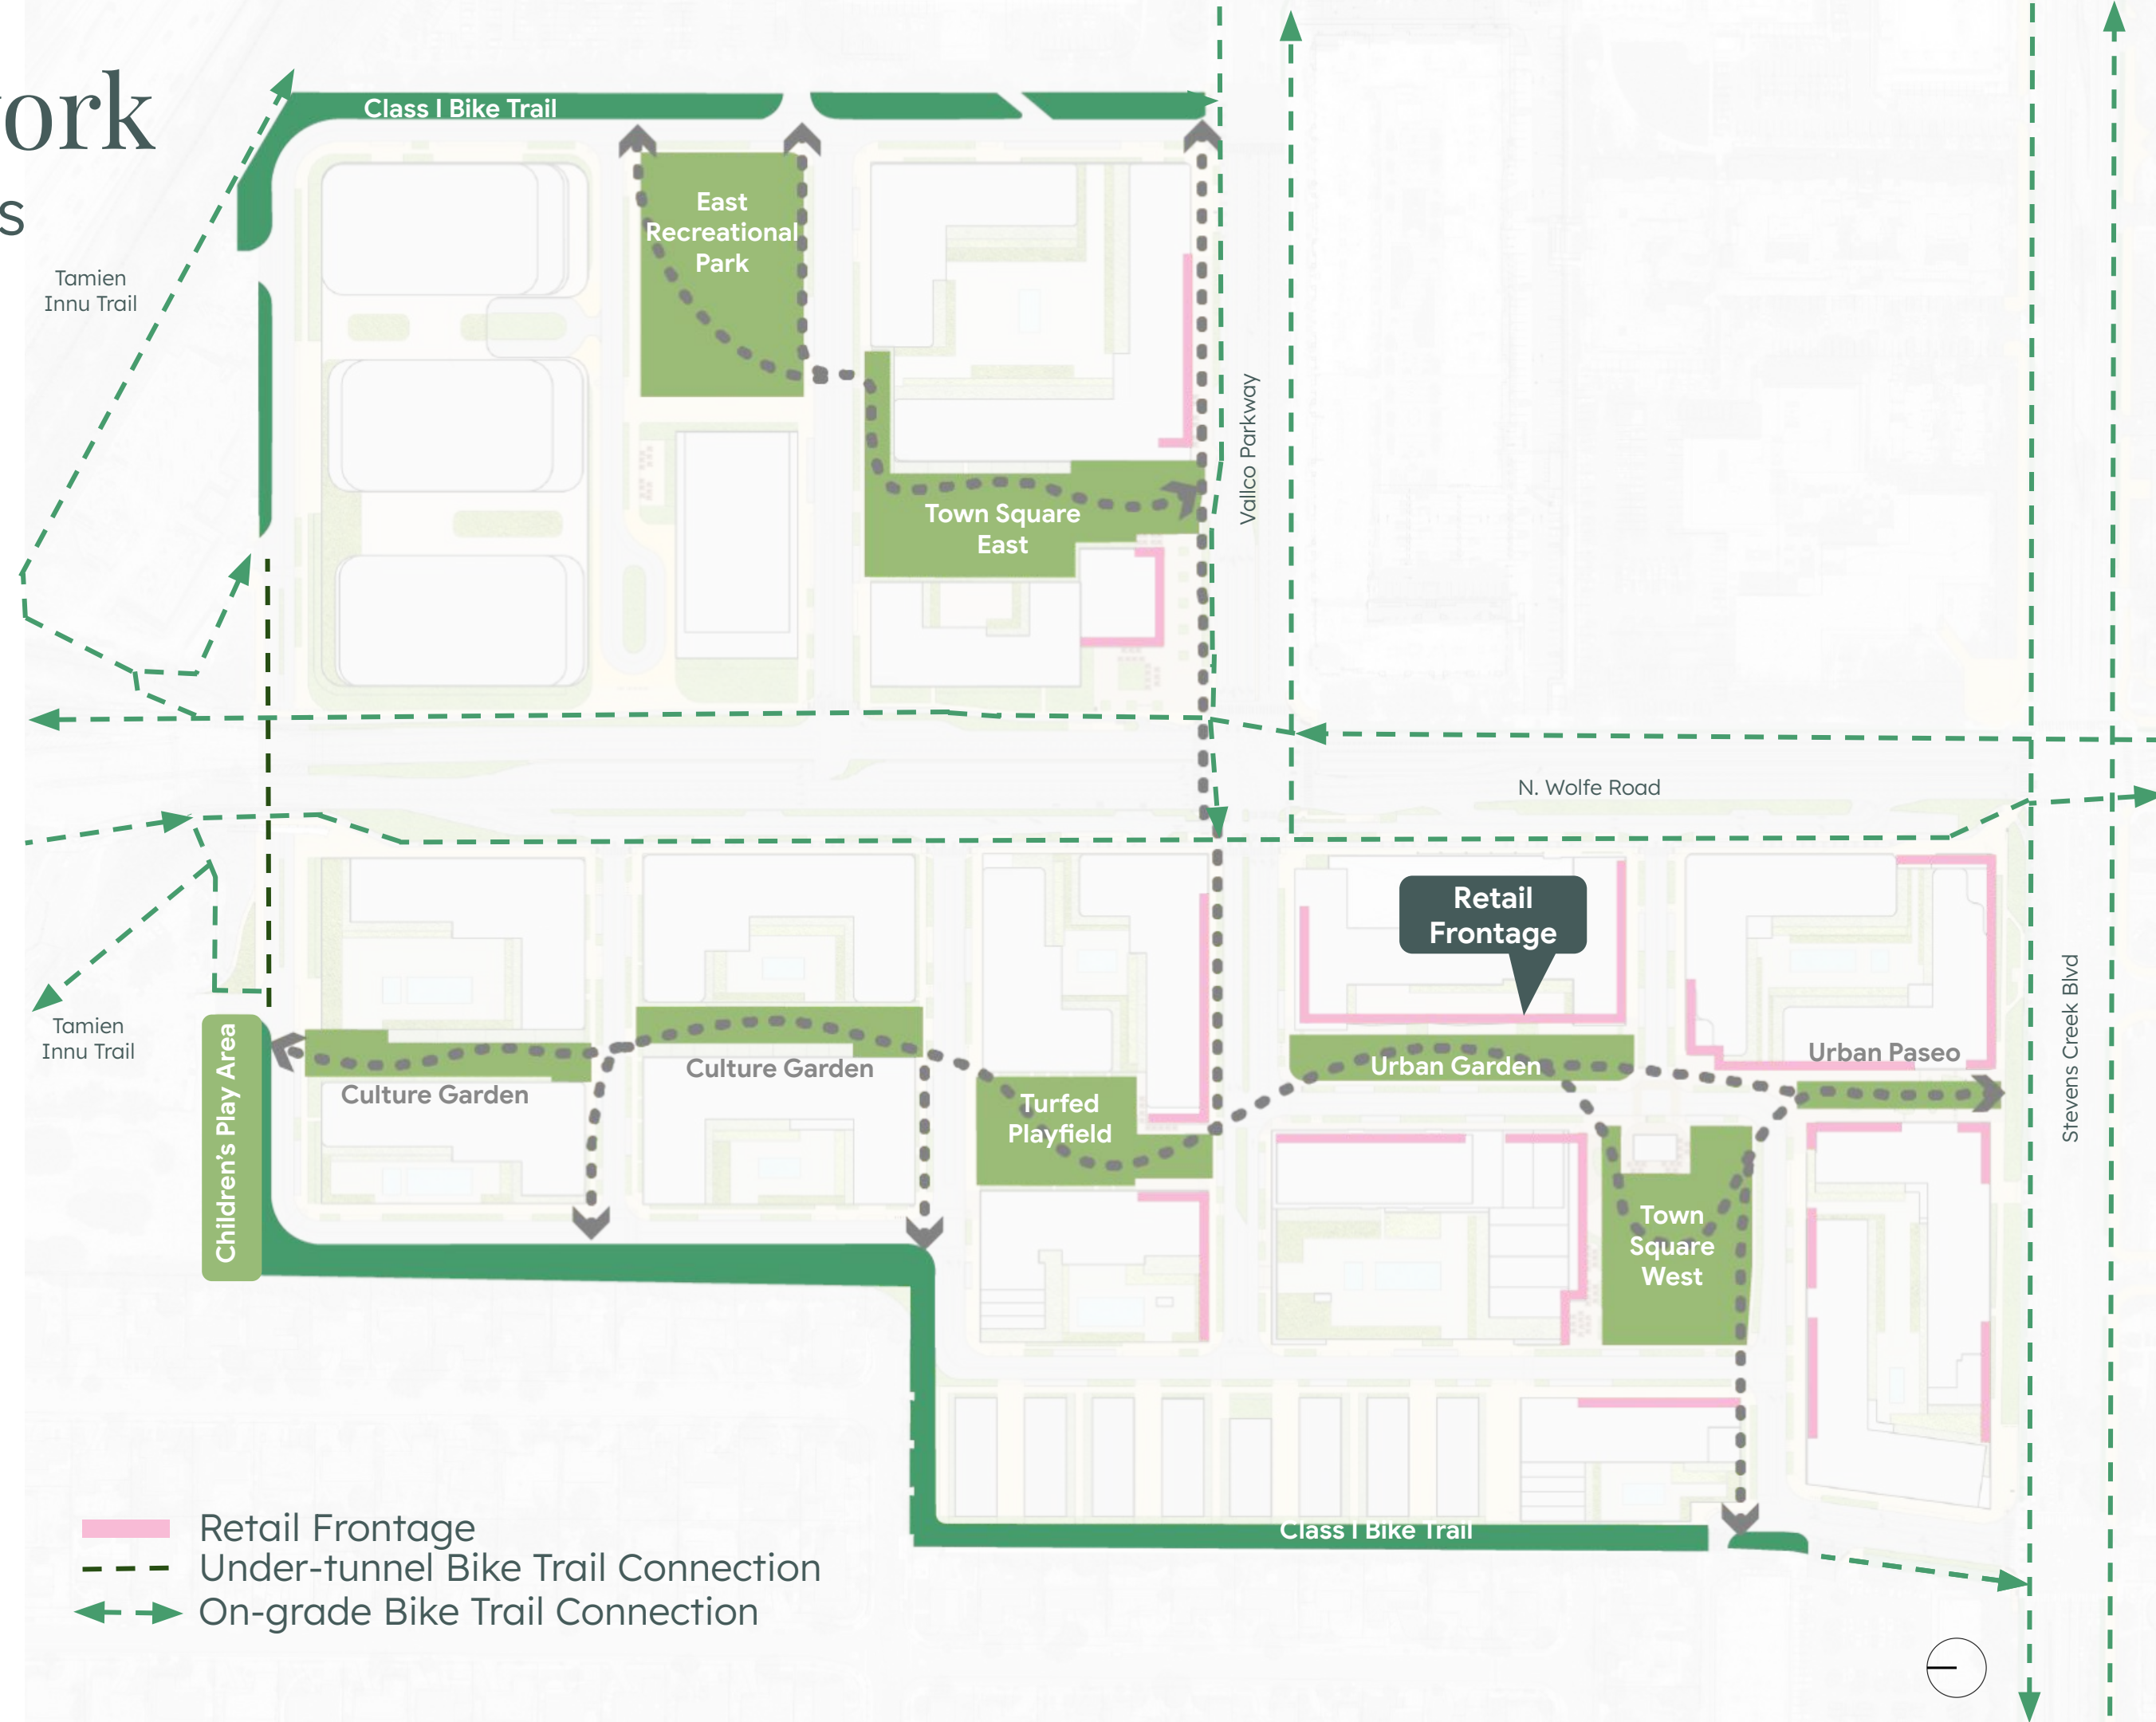 ork
s
Class I Bike Trail
East
Recreational
Park
Tamien
Innu Trail
Vallco Parkway
Town Square
East
N. Wolfe Road
Retail
Frontage
Stevens Creek Blvd
Tamien
Innu Trail
Children's Play Area
Culture Garden
Culture Garden
Turfed
Playfield
Urban Garden
Urban Paseo
Town
Square
West
Class I Bike Trail
Retail Frontage
Under-tunnel Bike Trail Connection
On-grade Bike Trail Connection